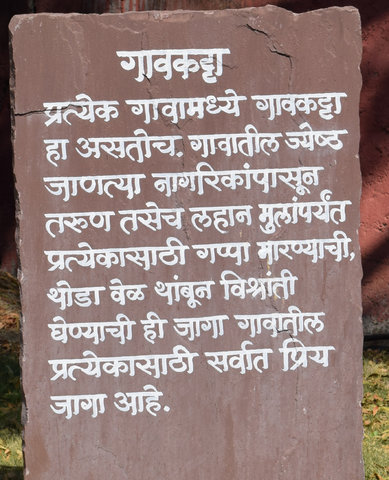 गावकट्टा
प्रत्येक गावामध्ये गावकट्टा
हा असतोच. गावातील ज्येष्ठ
जाणत्या नागरिकांपासून
तरुण तसेच लहान मुलांपर्यंत
प्रत्येकासाठी गप्पा मारण्याची,
थोडा वेळ थांबून विश्रांती
घेण्याची ही जागा गावातील
प्रत्येकासाठी सर्वात प्रिय
जागा आहे.